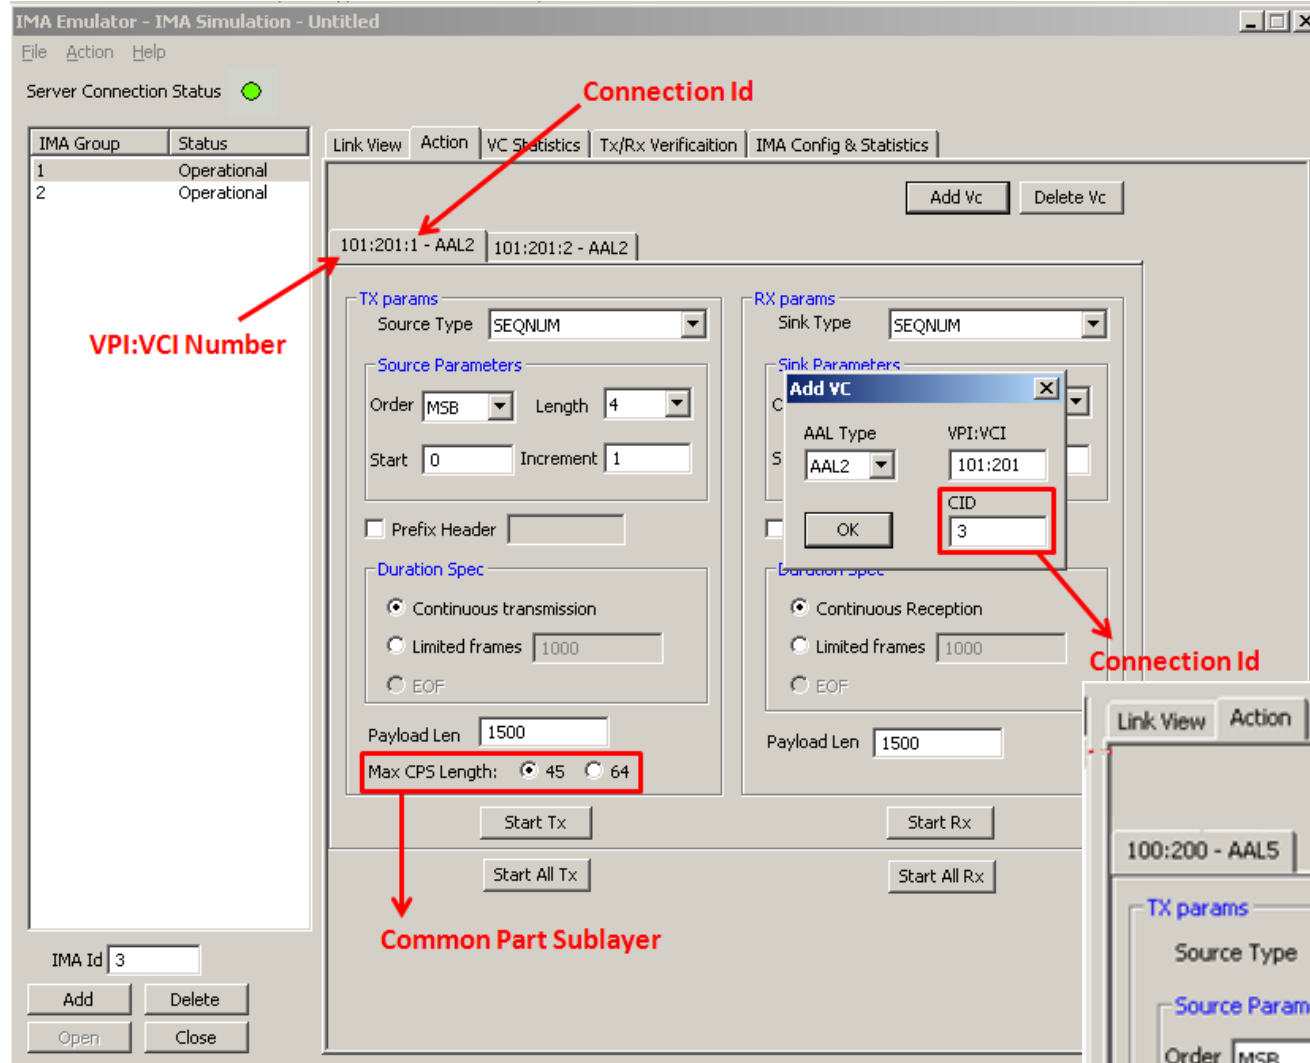 IMA Emulator - IMA Simulation - Untitled
File Action Help
Server Connection Status
Connection Id
IMA Group Status
1 Operational
2 Operational
Link View Action VC Statistics Tx/Rx Verificaition IMA Config & Statistics
Add Vc Delete Vc
101:201:1 - AAL2 101:201:2 - AAL2
VPI:VCI Number
TX params
Source Type SEQNUM
Source Parameters
Order MSB Length 4
Start 0 Increment 1
Prefix Header
Duration Spec
Continuous transmission
Limited frames 1000
EOF
Payload Len 1500
Max CPS Length: 45 64
Start Tx
Start All Tx
Common Part Sublayer
RX params
Sink Type SEQNUM
Sink Parameters
Add VC
AAL Type VPI:VCI
AAL2 101:201
CID
OK 3
Duration Spec
Continuous Reception
Limited frames 1000
EOF
Connection Id
Payload Len 1500
Start Rx
Start All Rx
Link View Action
100:200 - AAL5
TX params
Source Type
Source Param
Order MSB
IMA Id 3
Add Delete
Open Close